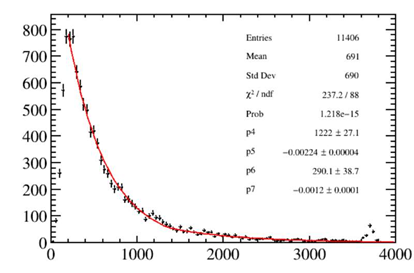 800
700
600
500
400
300
200
100
0
Entries 11406
Mean 691
Std Dev 690
χ² / ndf 237.2 / 88
Prob 1.218e−15
p4 1222 ± 27.1
p5 −0.00224 ± 0.00004
p6 290.1 ± 38.7
p7 −0.0012 ± 0.0001
0 1000 2000 3000 4000